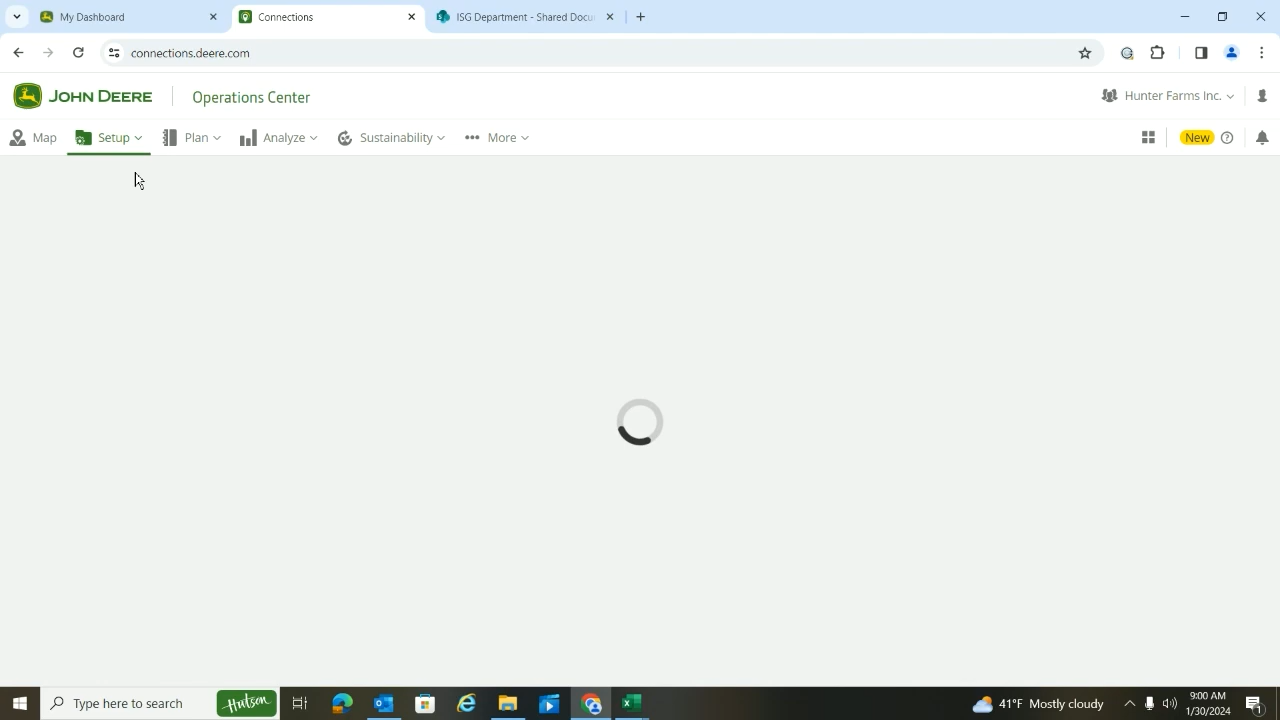 My Dashboard
Connections
ISG Department - Shared Docu
connections.deere.com
JOHN DEERE
Operations Center
Hunter Farms Inc.
Map
Setup
Plan
Analyze
Sustainability
More
New
Type here to search
Hutson
41°F Mostly cloudy
9:00 AM
1/30/2024
1